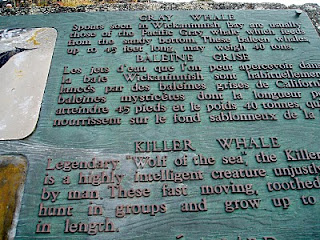 GRAY WHALE
Spouts seen in Wickaninnish Bay are usually
those of the Pacific Gray whale which feeds
from the sandy bottom. These baleen whales,
up to 45 feet long may weigh 40 tons.
BALEINE GRISE
Les jets d'eau que l'on peut apercevoir dans
la baie Wickaninnish sont habituellement
lancés par des baleines grises de Californi
baleines mysticètes dont la longueur p
atteindre 45 pieds et le poids 40 tonnes, qu
nourrissent sur le fond sablonneux de la
KILLER WHALE
Legendary "Wolf of the sea", the Killer
is a highly intelligent creature unjustly
by man. These fast moving, toothed
hunt in groups and grow up to
in length.